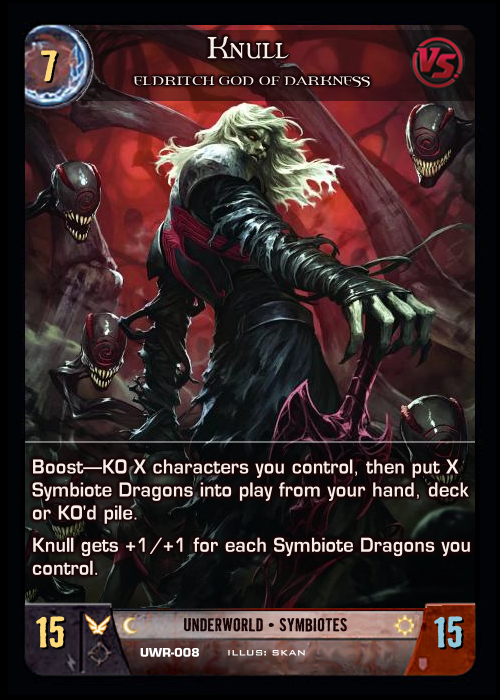 7
Knull
VS
Eldritch God of Darkness
Boost—KO X characters you control, then put X
Symbiote Dragons into play from your hand, deck
or KO'd pile.
Knull gets +1/+1 for each Symbiote Dragons you
control.
15
UNDERWORLD • SYMBIOTES
15
UWR-008 ILLUS: SKAN